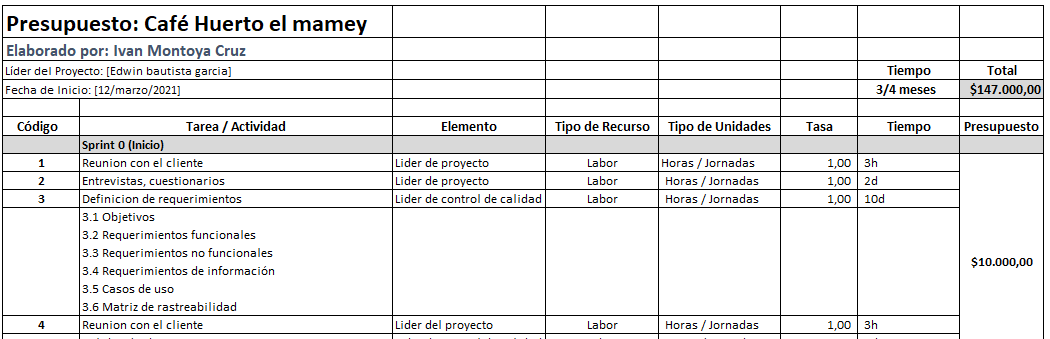 Presupuesto: Café Huerto el mamey
Elaborado por: Ivan Montoya Cruz
Líder del Proyecto: [Edwin bautista garcia] Tiempo Total
Fecha de Inicio: [12/marzo/2021] 3/4 meses $147.000,00
Código Tarea / Actividad Elemento Tipo de Recurso Tipo de Unidades Tasa Tiempo Presupuesto
Sprint 0 (Inicio)
1 Reunion con el cliente Lider de proyecto Labor Horas / Jornadas 1,00 3h
2 Entrevistas, cuestionarios Lider de proyecto Labor Horas / Jornadas 1,00 2d
3 Definicion de requerimientos Lider de control de calidad Labor Horas / Jornadas 1,00 10d
3.1 Objetivos
3.2 Requerimientos funcionales
3.3 Requerimientos no funcionales
3.4 Requerimientos de información
3.5 Casos de uso
3.6 Matriz de rastreabilidad
$10.000,00
4 Reunion con el cliente Lider del proyecto Labor Horas / Jornadas 1,00 3h